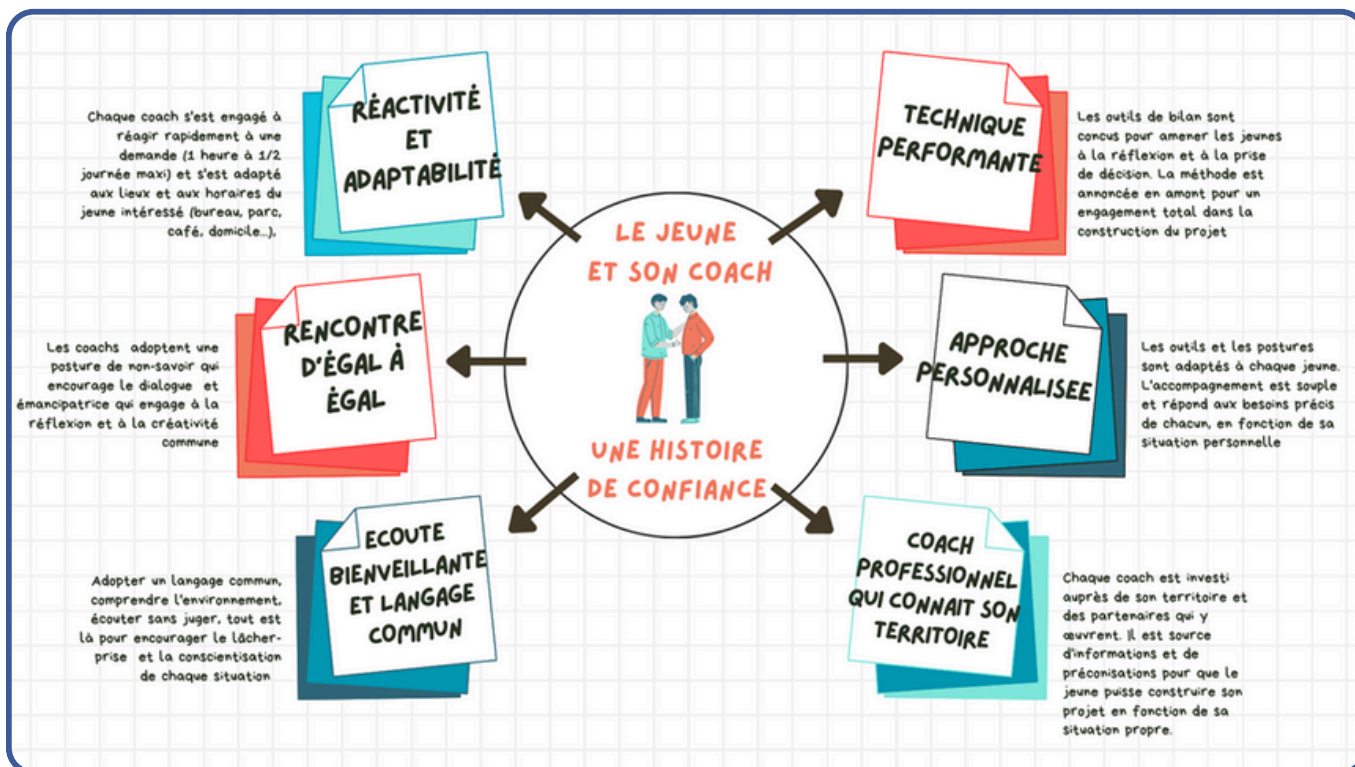 RÉACTIVITÉ
ET
ADAPTABILITÉ
Chaque coach s'est engagé à
réagir rapidement à une
demande (1 heure à 1/2
journée maxi) et s'est adapté
aux lieux et aux horaires du
jeune intéressé (bureau, parc,
café, domicile...),
RENCONTRE
D'ÉGAL À
ÉGAL
Les coachs adoptent une
posture de non-savoir qui
encourage le dialogue et
émancipatrice qui engage à la
réflexion et à la créativité
commune
ECOUTE
BIENVEILLANTE
ET LANGAGE
COMMUN
Adopter un langage commun,
comprendre l'environnement,
écouter sans juger, tout est
là pour encourager le lâcher-
prise et la conscientisation
de chaque situation
LE JEUNE
ET SON COACH
UNE HISTOIRE
DE CONFIANCE
TECHNIQUE
PERFORMANTE
Les outils de bilan sont
concus pour amener les jeunes
à la réflexion et à la prise
de décision. La méthode est
annoncée en amont pour un
engagement total dans la
construction du projet
APPROCHE
PERSONNALISEE
Les outils et les postures
sont adaptés à chaque jeune.
L'accompagnement est souple
et répond aux besoins précis
de chacun, en fonction de sa
situation personnelle
COACH
PROFESSIONNEL
QUI CONNAIT SON
TERRITOIRE
Chaque coach est investi
auprès de son territoire et
des partenaires qui y
œuvrent. Il est source
d'informations et de
préconisations pour que le
jeune puisse construire son
projet en fonction de sa
situation propre.